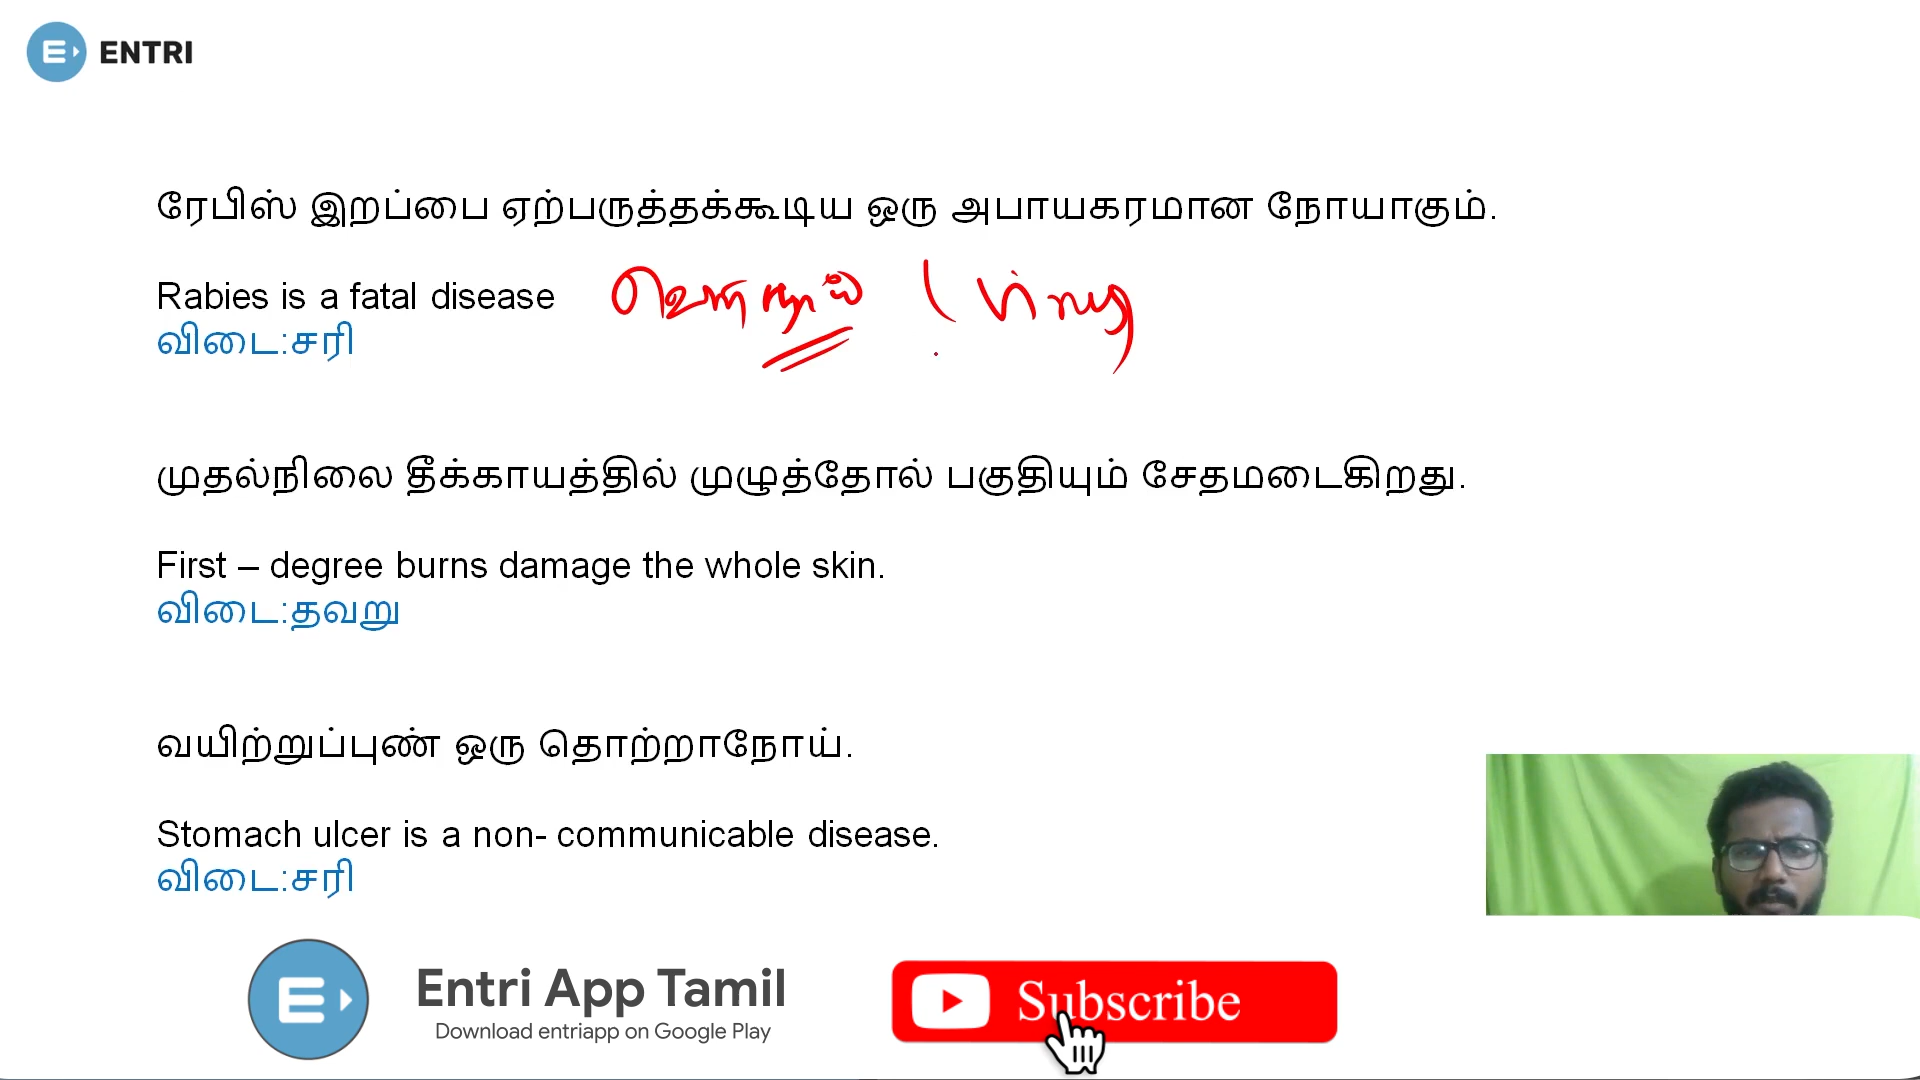 ENTRI
ரேபிஸ் இறப்பை ஏற்பருத்தக்கூடிய ஒரு அபாயகரமான நோயாகும்.
Rabies is a fatal disease
விடை:சரி
முதல்நிலை தீக்காயத்தில் முழுத்தோல் பகுதியும் சேதமடைகிறது.
First – degree burns damage the whole skin.
விடை:தவறு
வயிற்றுப்புண் ஒரு தொற்றாநோய்.
Stomach ulcer is a non- communicable disease.
விடை:சரி
Entri App Tamil
Download entriapp on Google Play
Subscribe